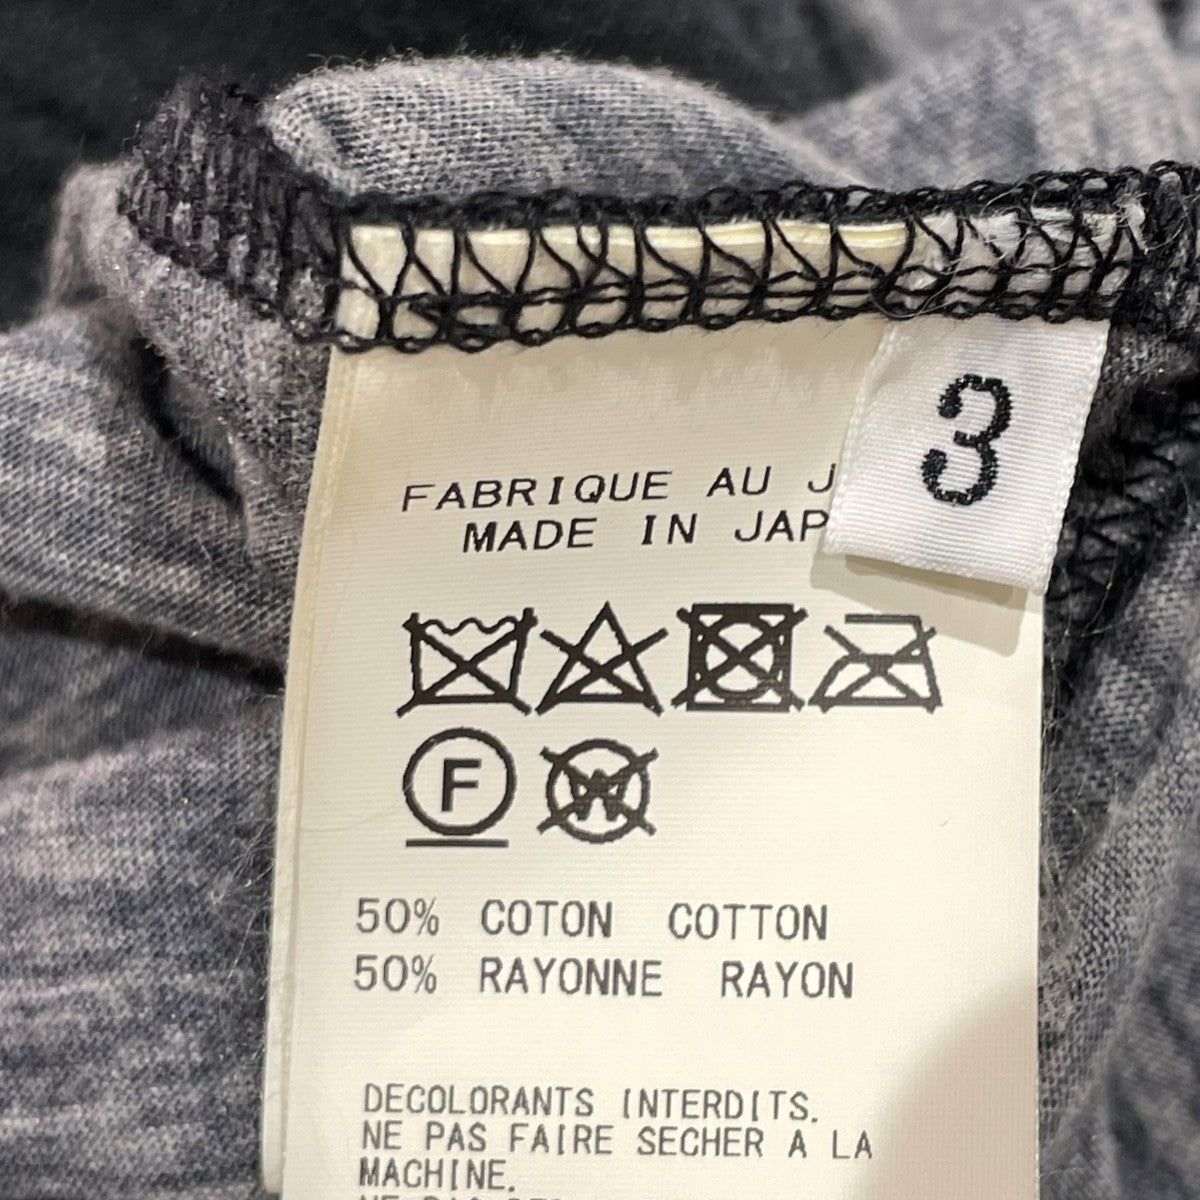 3
FABRIQUE AU
MADE IN
F
W
50% COTON COTTON
50% RAYONNE RAYON
DECOLORANTS INTERDITS.
NE PAS FAIRE SECHER A LA
MACHINE.